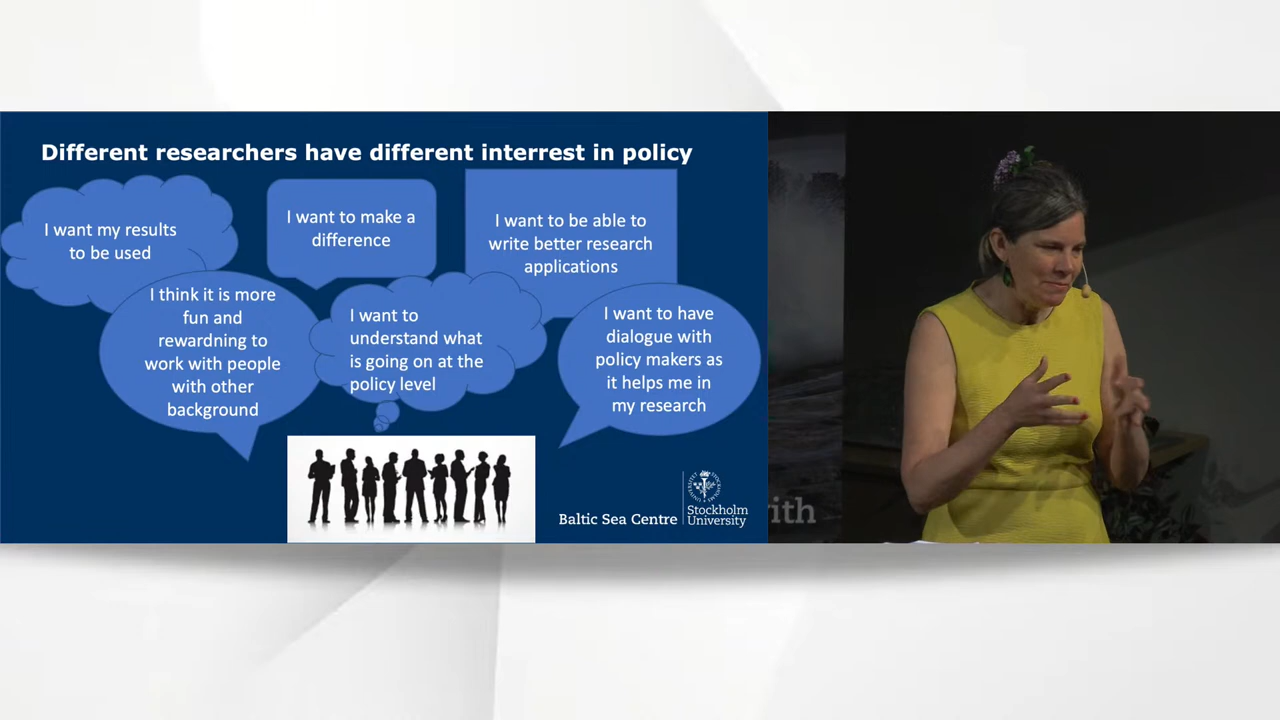 Different researchers have different interrest in policy
I want my results
to be used
I want to make a
difference
I want to be able to
write better research
applications
I think it is more
fun and
rewardning to
work with people
with other
background
I want to
understand what
is going on at the
policy level
I want to have
dialogue with
policy makers as
it helps me in
my research
Baltic Sea Centre
Stockholm
University
ith